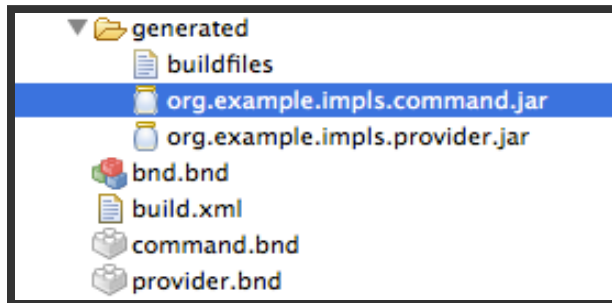 generated
buildfiles
org.example.impls.command.jar
org.example.impls.provider.jar
bnd.bnd
build.xml
command.bnd
provider.bnd